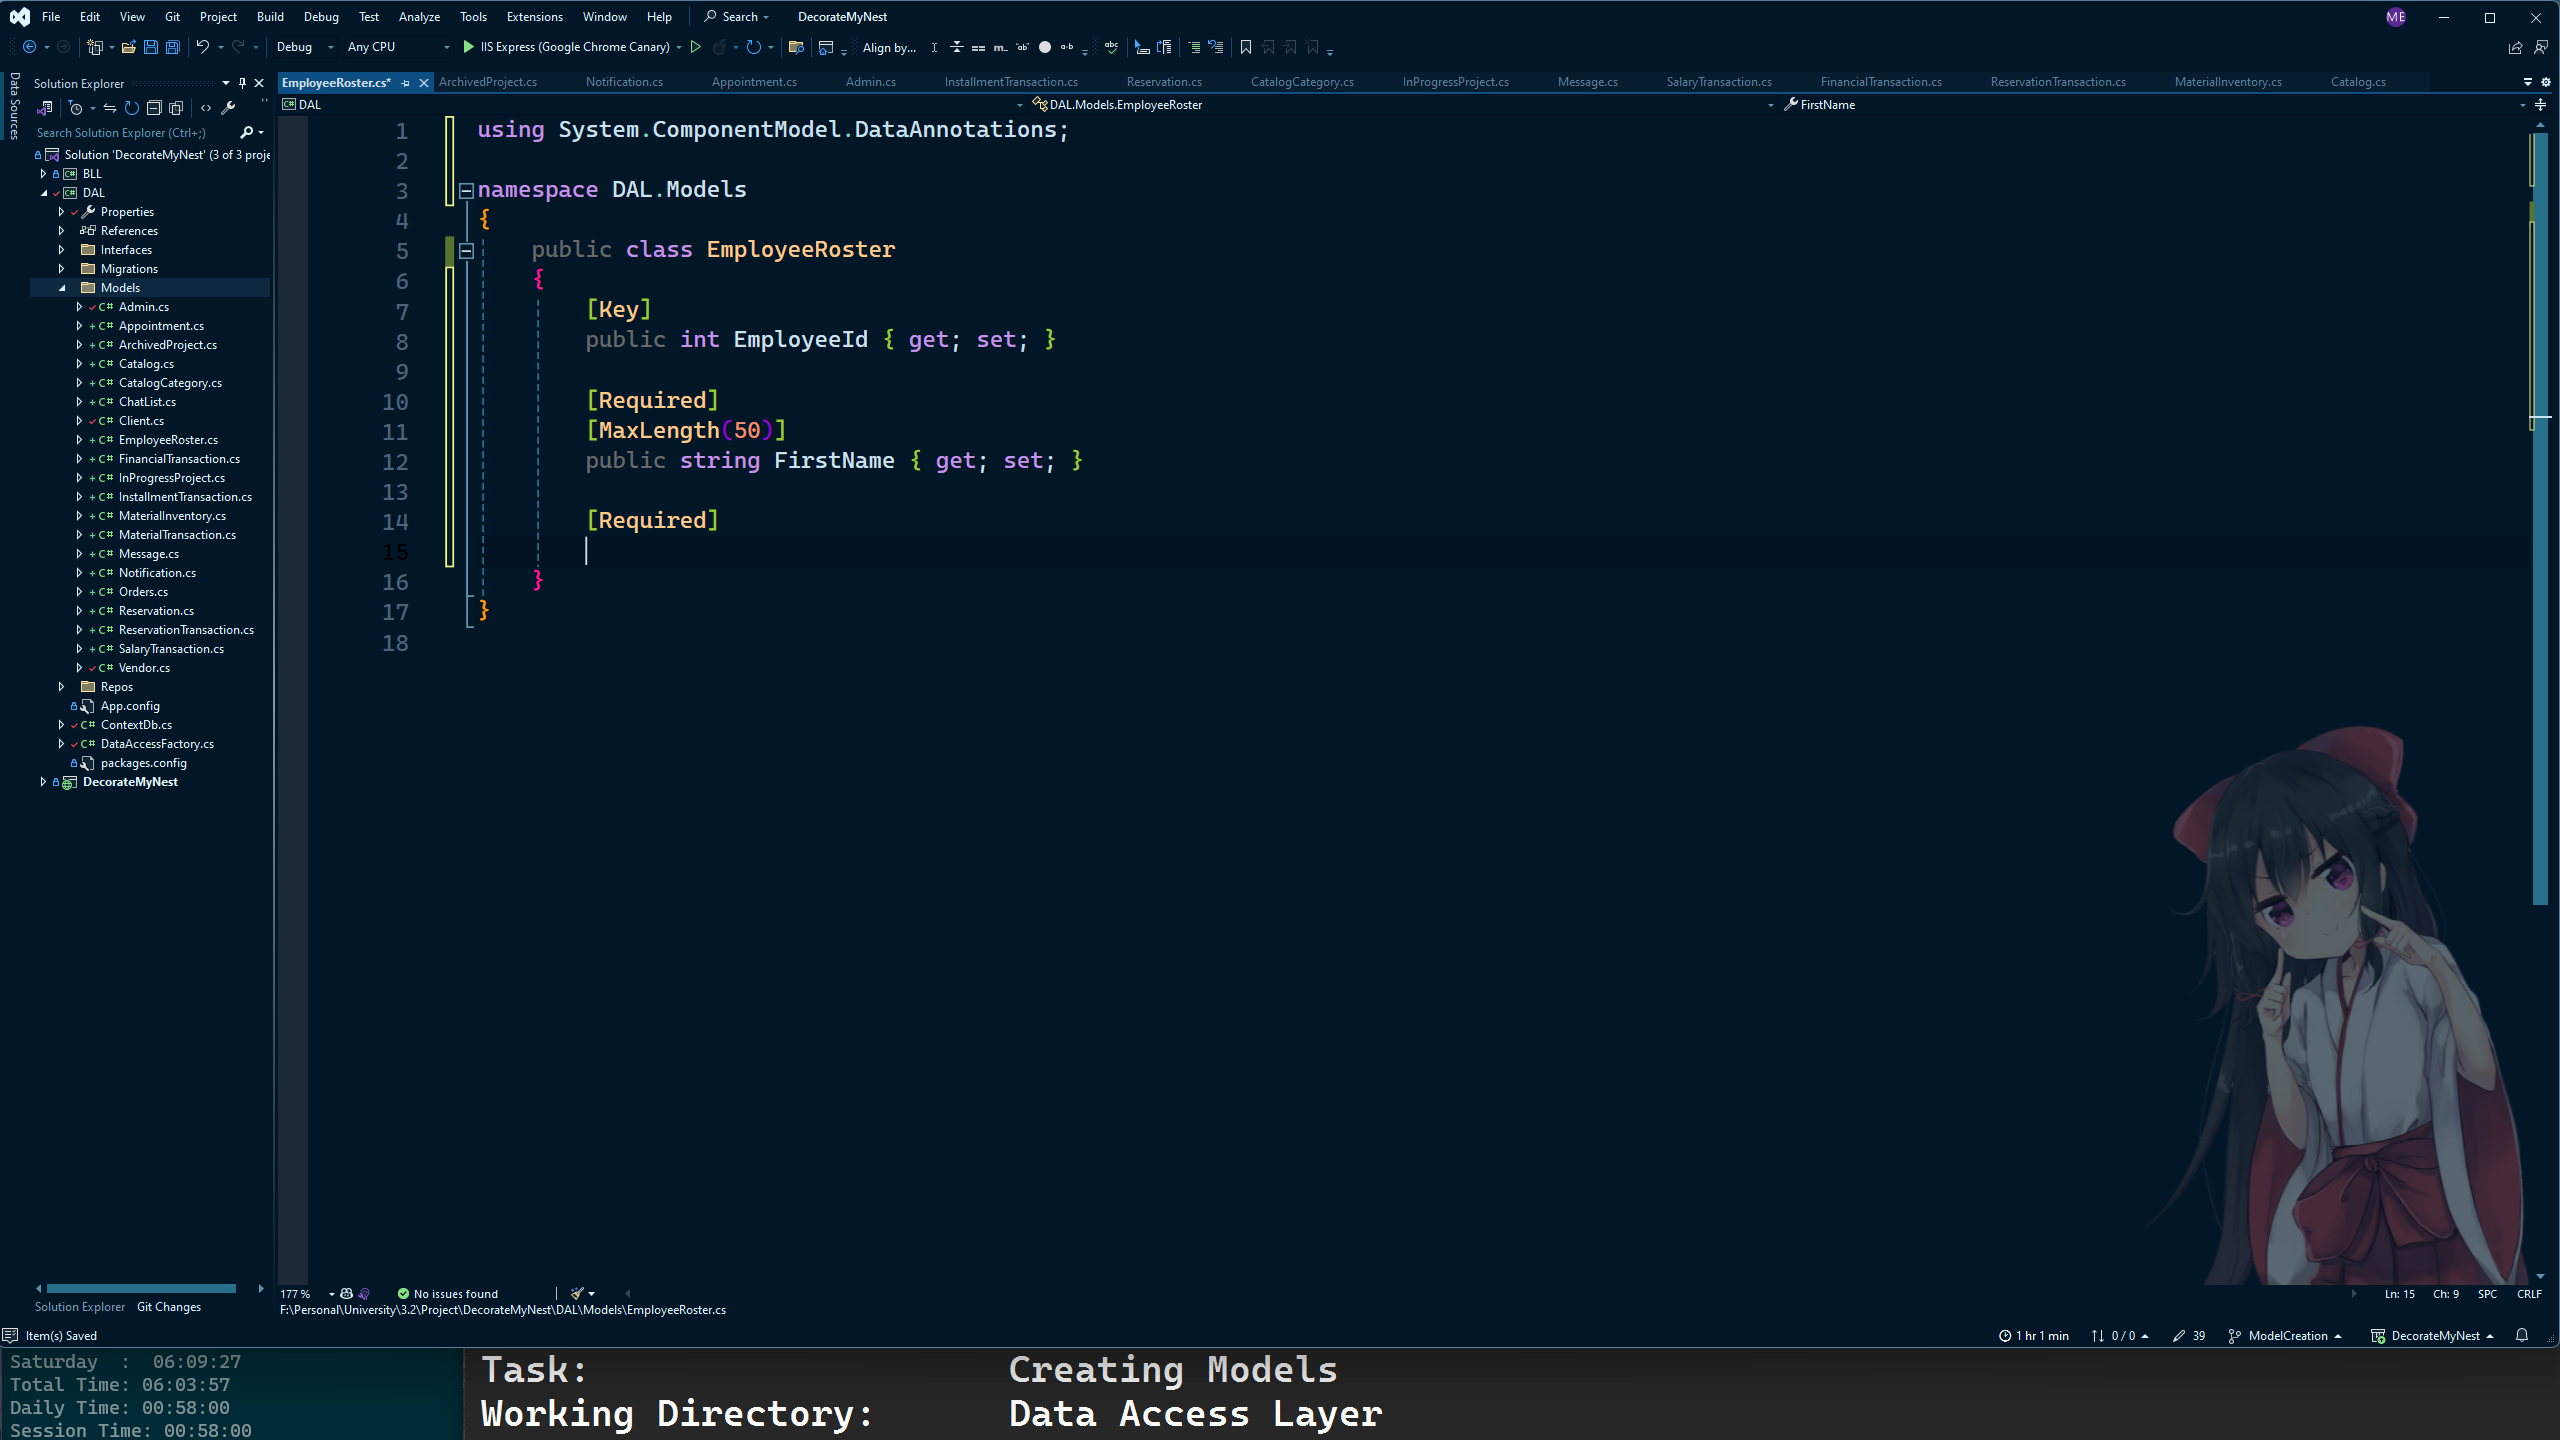 File Edit View Git Project Build Debug Test Analyze Tools Extensions Window Help Search DecorateMyNest ME
Debug Any CPU IIS Express (Google Chrome Canary) Align by...
Data Sources
Solution Explorer
Search Solution Explorer (Ctrl+;)
Solution 'DecorateMyNest' (3 of 3 proje
BLL
DAL
Properties
References
Interfaces
Migrations
Models
C# Admin.cs
C# Appointment.cs
C# ArchivedProject.cs
C# Catalog.cs
C# CatalogCategory.cs
C# ChatList.cs
C# Client.cs
C# EmployeeRoster.cs
C# FinancialTransaction.cs
C# InProgressProject.cs
C# InstallmentTransaction.cs
C# MaterialInventory.cs
C# MaterialTransaction.cs
C# Message.cs
C# Notification.cs
C# Orders.cs
C# Reservation.cs
C# ReservationTransaction.cs
C# SalaryTransaction.cs
C# Vendor.cs
Repos
App.config
C# ContextDb.cs
C# DataAccessFactory.cs
packages.config
DecorateMyNest
Solution Explorer Git Changes
EmployeeRoster.cs* ArchivedProject.cs Notification.cs Appointment.cs Admin.cs InstallmentTransaction.cs Reservation.cs CatalogCategory.cs InProgressProject.cs Message.cs SalaryTransaction.cs FinancialTransaction.cs ReservationTransaction.cs MaterialInventory.cs Catalog.cs
DAL DAL.Models.EmployeeRoster FirstName
1 using System.ComponentModel.DataAnnotations;
2
3 namespace DAL.Models
4 {
5 public class EmployeeRoster
6 {
7 [Key]
8 public int EmployeeId { get; set; }
9
10 [Required]
11 [MaxLength(50)]
12 public string FirstName { get; set; }
13
14 [Required]
15
16 }
17 }
18
177 % No issues found Ln: 15 Ch: 9 SPC CRLF
F:\Personal\University\3.2\Project\DecorateMyNest\DAL\Models\EmployeeRoster.cs
Item(s) Saved 1 hr 1 min 0 / 0 39 ModelCreation DecorateMyNest
Saturday : 06:09:27
Total Time: 06:03:57
Daily Time: 00:58:00
Session Time: 00:58:00
Task: Creating Models
Working Directory: Data Access Layer